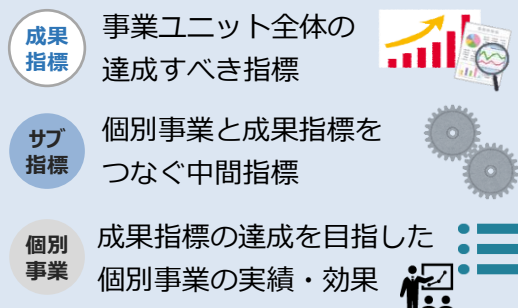 成果
指標
事業ユニット全体の
達成すべき指標
サブ
指標
個別事業と成果指標を
つなぐ中間指標
個別
事業
成果指標の達成を目指した
個別事業の実績・効果